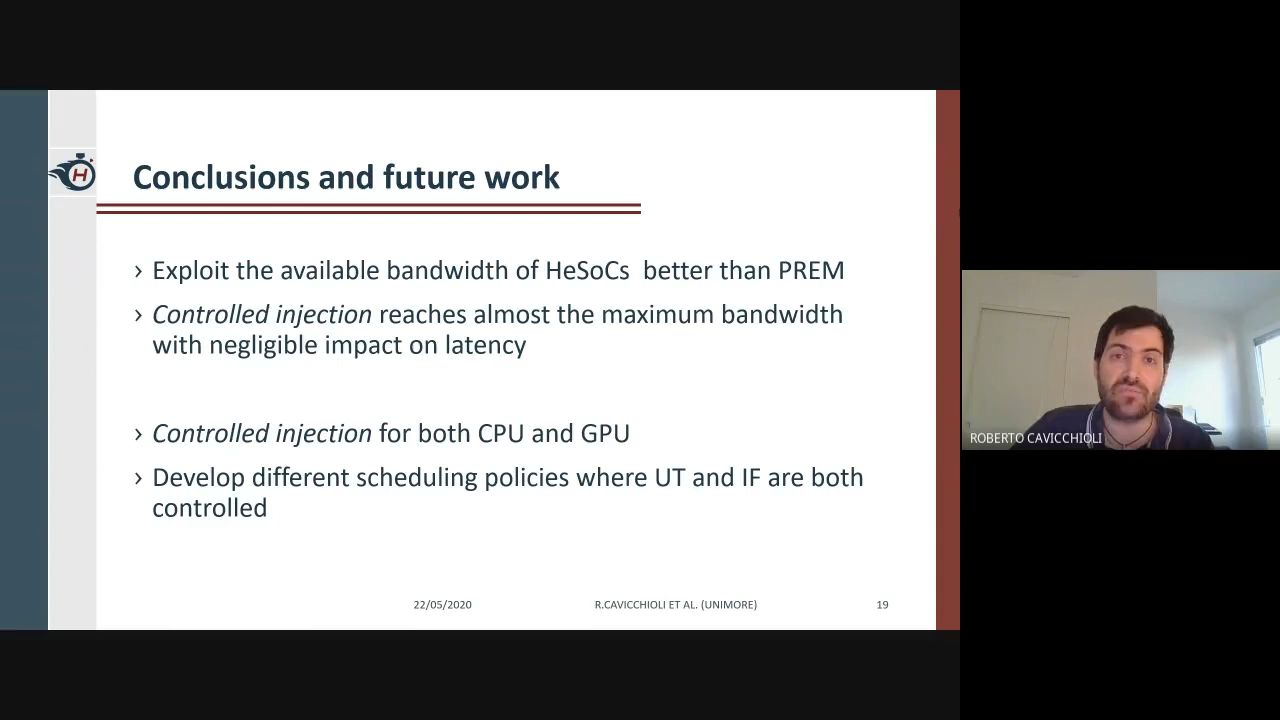 Conclusions and future work
H
› Exploit the available bandwidth of HeSoCs  better than PREM
› Controlled injection reaches almost the maximum bandwidth
with negligible impact on latency
› Controlled injection for both CPU and GPU
› Develop different scheduling policies where UT and IF are both
controlled
22/05/2020
R.CAVICCHIOLI ET AL. (UNIMORE)
19
ROBERTO CAVICCHIOLI